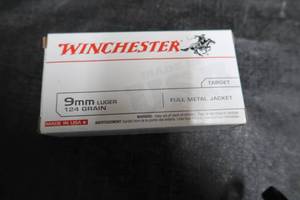 WINCHESTER
TARGET
9mm LUGER
124 GRAIN
FULL METAL JACKET
MADE IN USA